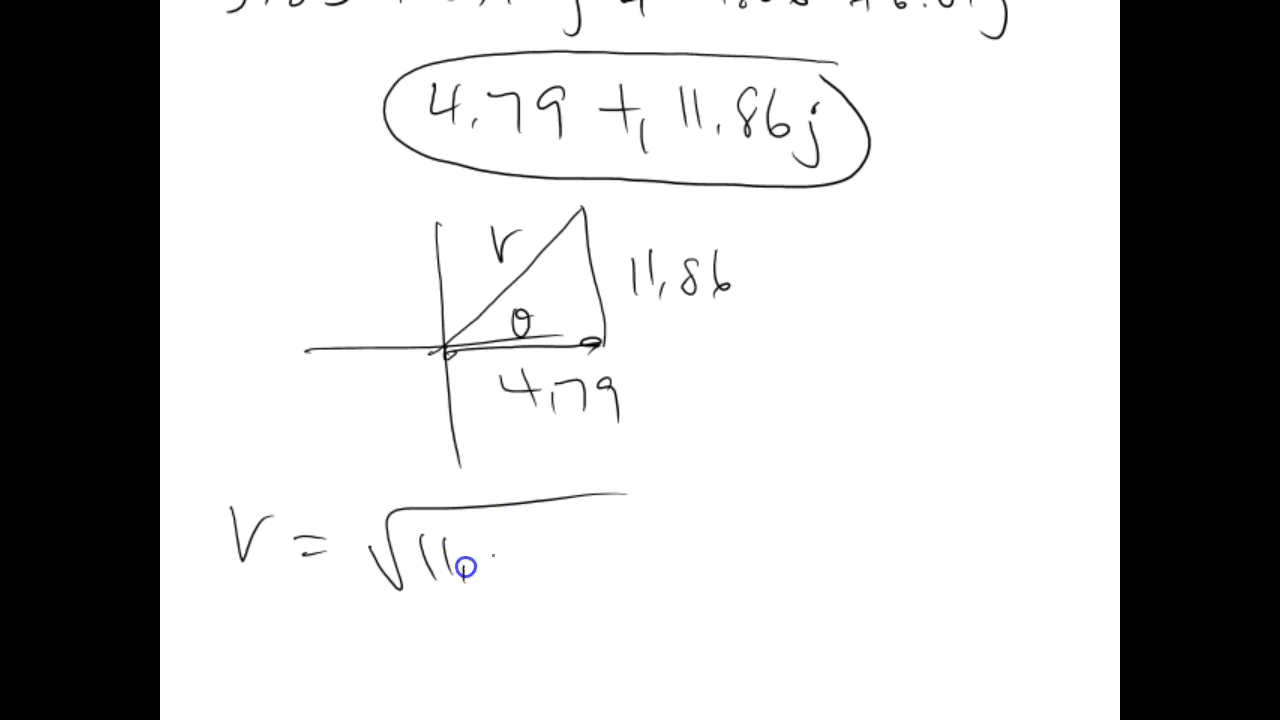 4.79 + 11.86j
r
11.86
θ
4.79
r = √11.